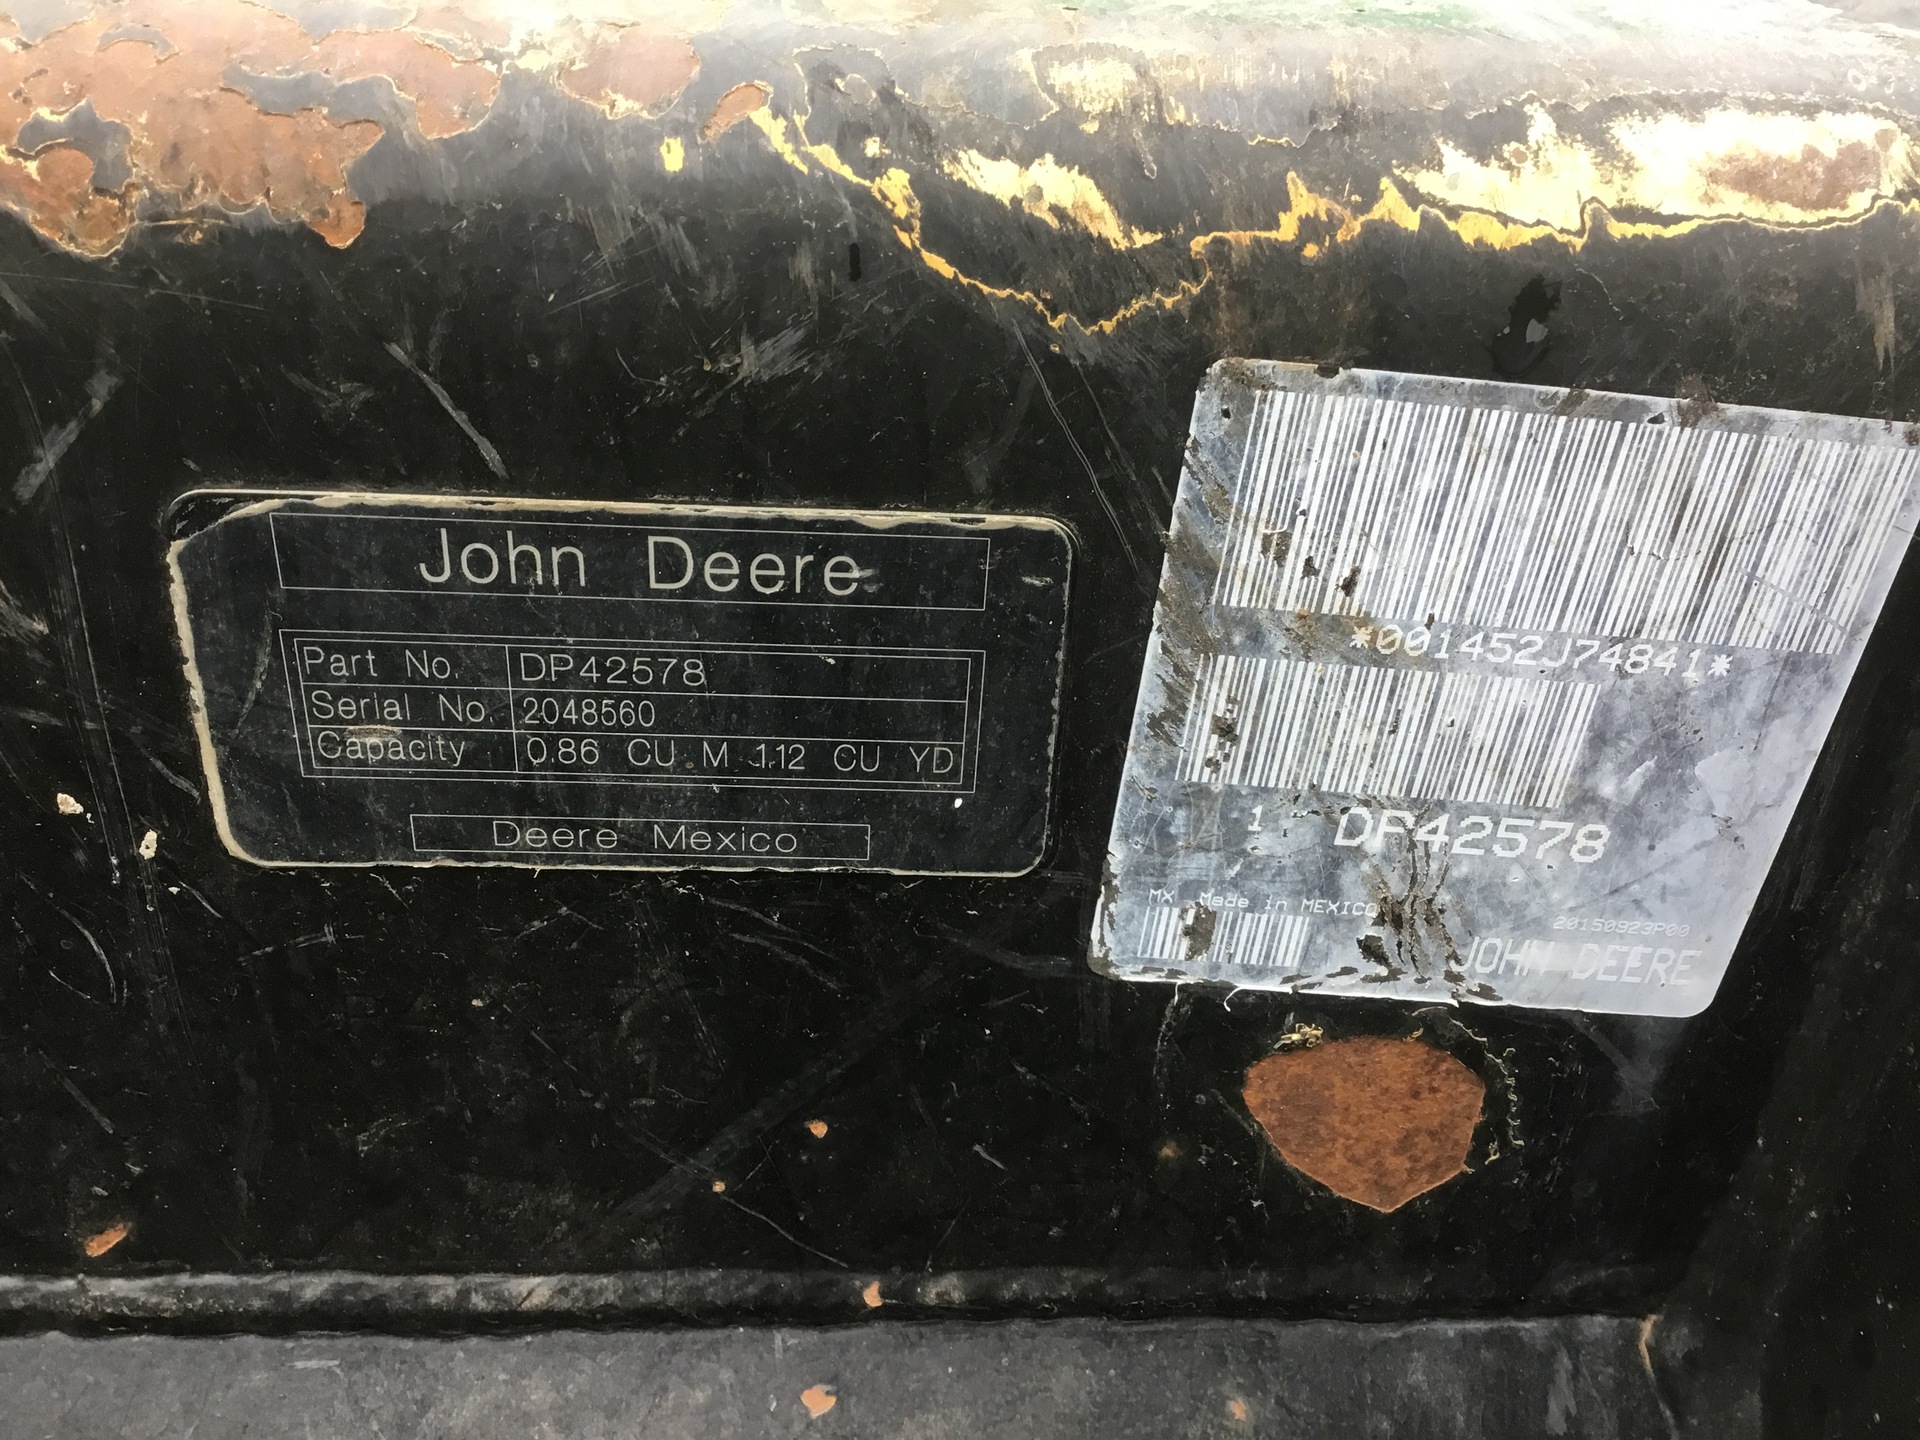 John Deere
Part No. DP42578
Serial No. 2048560
Capacity 0.86 CU M 1.12 CU YD
Deere Mexico
*001452J74841*
1 DP42578
MX Made in MEXICO
20150923P00
JOHN DEERE